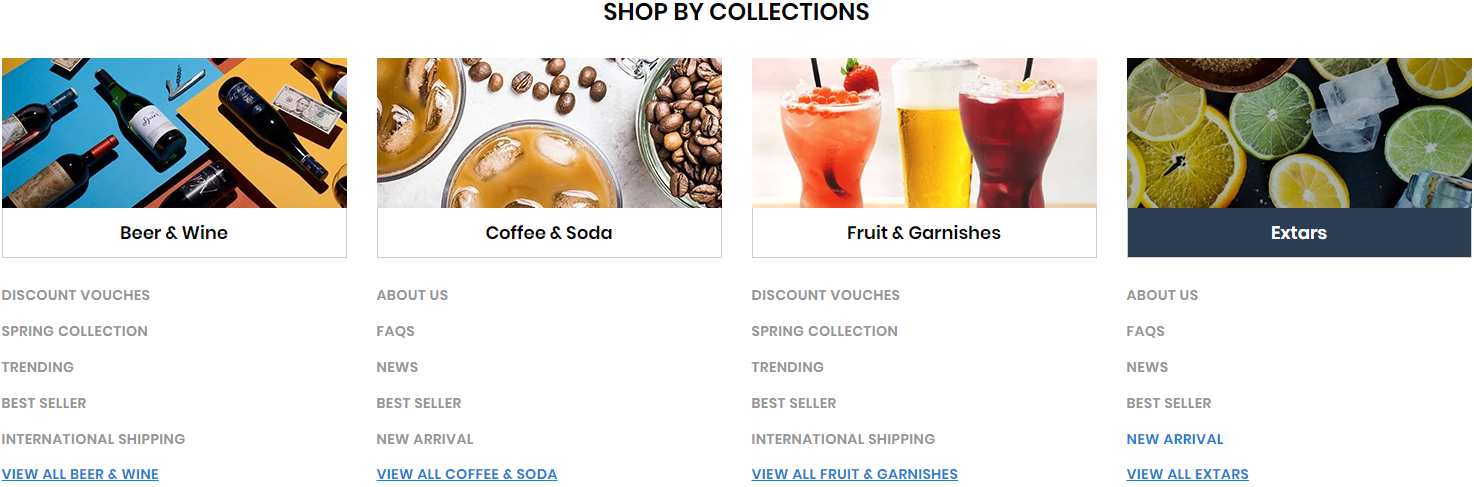 SHOP BY COLLECTIONS
Beer & Wine
DISCOUNT VOUCHES
SPRING COLLECTION
TRENDING
BEST SELLER
INTERNATIONAL SHIPPING
VIEW ALL BEER & WINE
Coffee & Soda
ABOUT US
FAQS
NEWS
BEST SELLER
NEW ARRIVAL
VIEW ALL COFFEE & SODA
Fruit & Garnishes
DISCOUNT VOUCHES
SPRING COLLECTION
TRENDING
BEST SELLER
INTERNATIONAL SHIPPING
VIEW ALL FRUIT & GARNISHES
Extars
ABOUT US
FAQS
NEWS
BEST SELLER
NEW ARRIVAL
VIEW ALL EXTARS